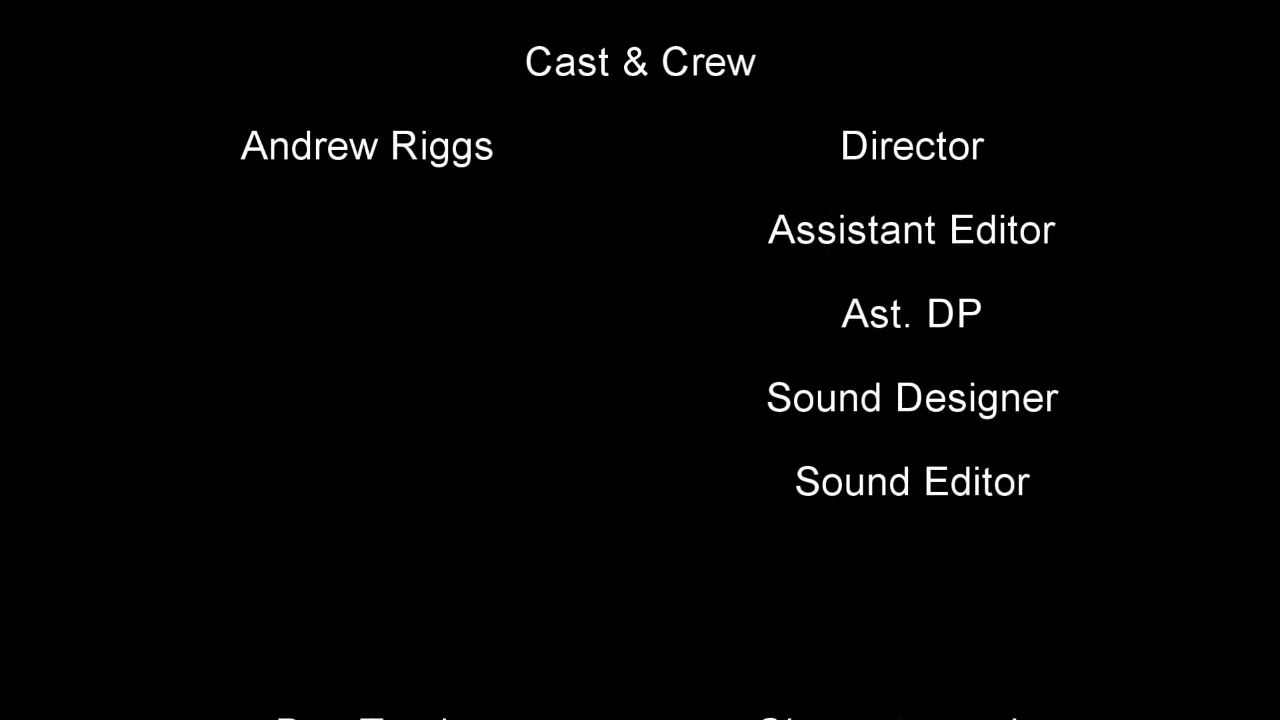 Cast & Crew
Andrew Riggs Director
Assistant Editor
Ast. DP
Sound Designer
Sound Editor